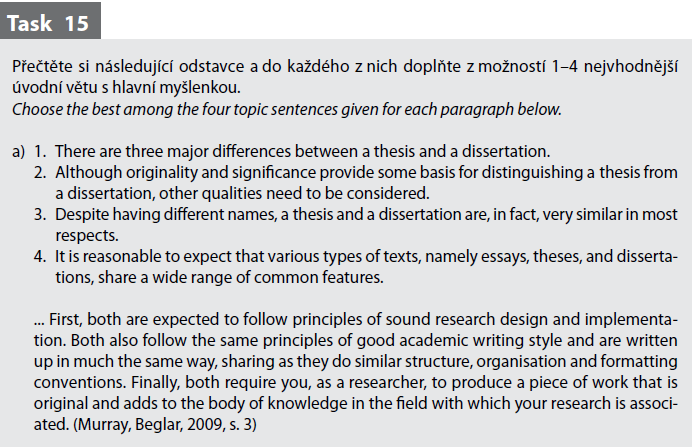 Task 15
Přečtěte si následující odstavce a do každého z nich doplňte z možností 1–4 nejvhodnější
úvodní větu s hlavní myšlenkou.
Choose the best among the four topic sentences given for each paragraph below.
a) 1. There are three major differences between a thesis and a dissertation.
2. Although originality and significance provide some basis for distinguishing a thesis from
a dissertation, other qualities need to be considered.
3. Despite having different names, a thesis and a dissertation are, in fact, very similar in most
respects.
4. It is reasonable to expect that various types of texts, namely essays, theses, and disserta-
tions, share a wide range of common features.
... First, both are expected to follow principles of sound research design and implementa-
tion. Both also follow the same principles of good academic writing style and are written
up in much the same way, sharing as they do similar structure, organisation and formatting
conventions. Finally, both require you, as a researcher, to produce a piece of work that is
original and adds to the body of knowledge in the field with which your research is associ-
ated. (Murray, Beglar, 2009, s. 3)